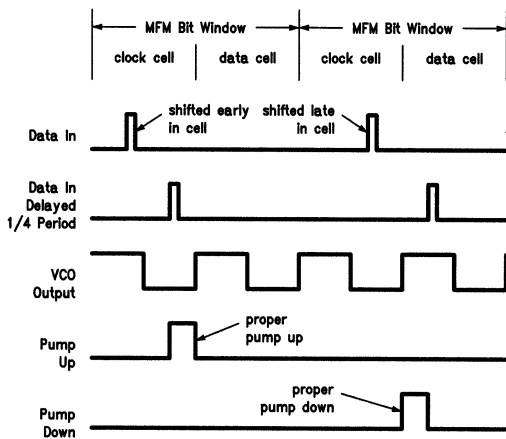 MFM Bit Window
MFM Bit Window
clock cell
data cell
clock cell
data cell
shifted early
in cell
shifted late
in cell
Data In
Data In
Delayed
1/4 Period
VCO
Output
proper
pump up
Pump
Up
proper
pump down
Pump
Down